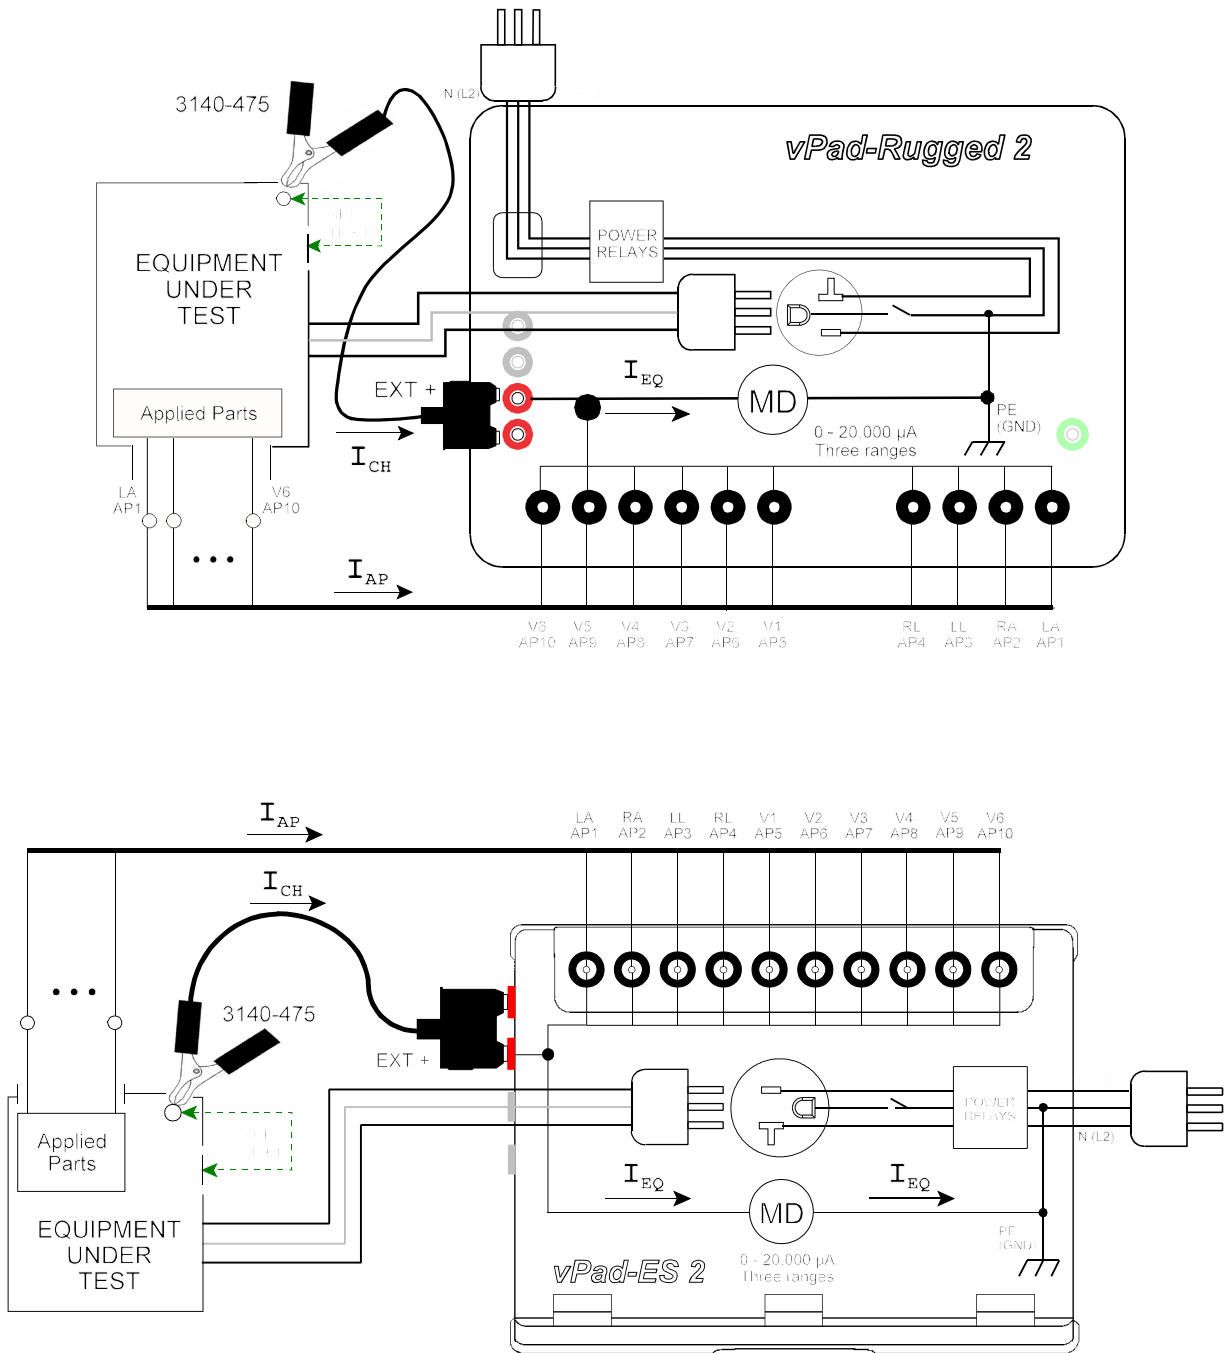 N (L2)
3140-475
vPad-Rugged 2
POWER
RELAYS
EQUIPMENT
UNDER
TEST
I EQ
EXT +
MD
Applied Parts
PE
(GND)
0 - 20,000 µA
Three ranges
I CH
LA
AP1
V6
AP10
I AP
V6
AP10
V5
AP9
V4
AP8
V3
AP7
V2
AP6
V1
AP5
RL
AP4
LL
AP3
RA
AP2
LA
AP1
I AP
LA
AP1
RA
AP2
LL
AP3
RL
AP4
V1
AP5
V2
AP6
V3
AP7
V4
AP8
V5
AP9
V6
AP10
I CH
3140-475
EXT +
POWER
RELAYS
N (L2)
Applied
Parts
I EQ
I EQ
MD
EQUIPMENT
UNDER
TEST
PE
(GND)
0 - 20.000 µA
Three ranges
vPad-ES 2